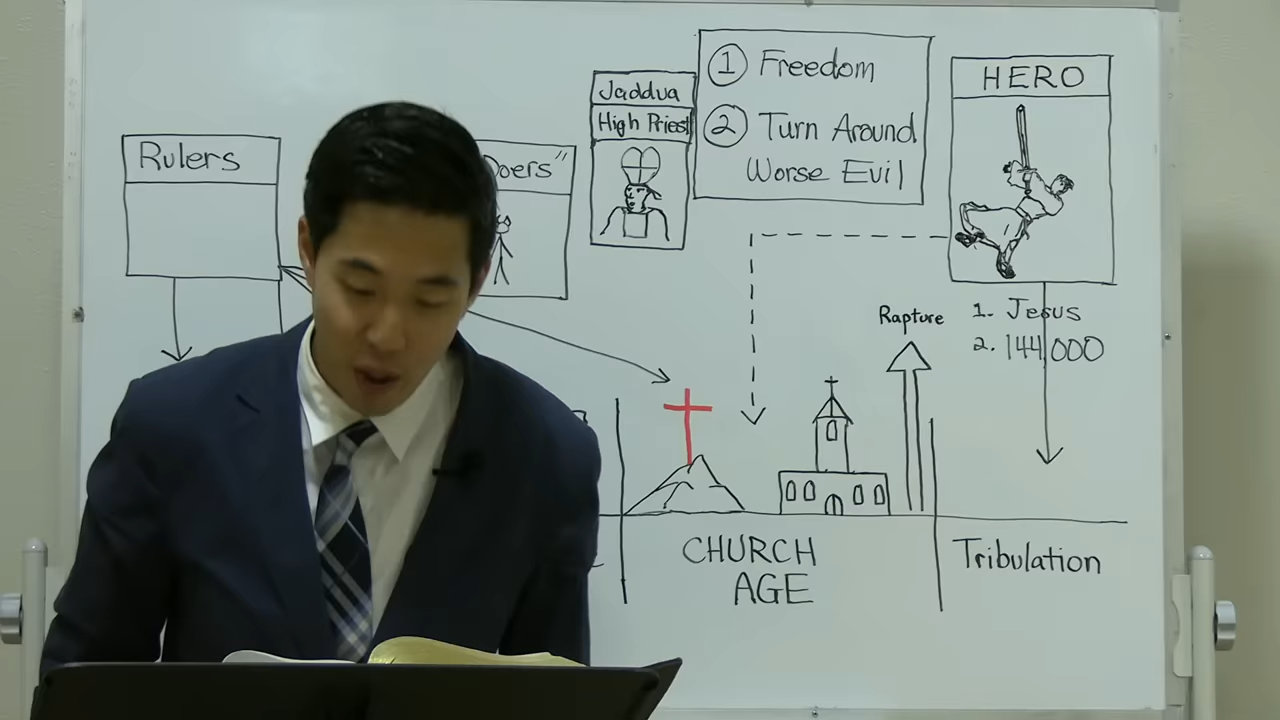 Rulers
Doers"
Jaddua
High Priest
1 Freedom
2 Turn Around
Worse Evil
HERO
Rapture
1. Jesus
2. 144,000
CHURCH
AGE
Tribulation